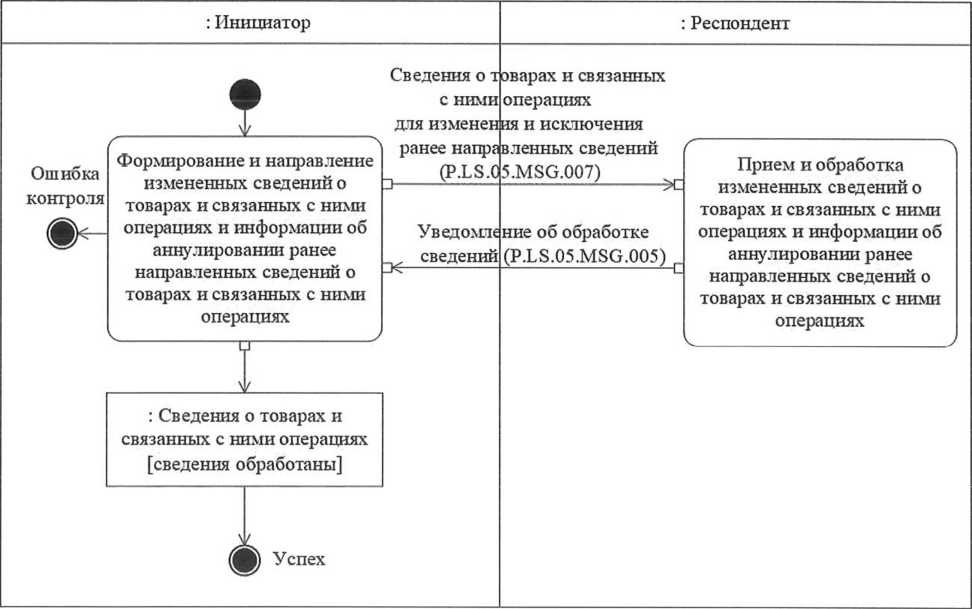 : Инициатор
: Респондент
Сведения о товарах и связанных
с ними операциях
для изменения и исключения
ранее направленных сведений
(P.LS.05.MSG.007)
Ошибка
контроля
Формирование и направление
измененных сведений о
товарах и связанных с ними
операциях и информации об
аннулировании ранее
направленных сведений о
товарах и связанных с ними
операциях
Уведомление об обработке
сведений (P.LS.05.MSG.005)
Прием и обработка
измененных сведений о
товарах и связанных с ними
операциях и информации об
аннулировании ранее
направленных сведений о
товарах и связанных с ними
операциях
: Сведения о товарах и
связанных с ними операциях
[сведения обработаны]
Успех